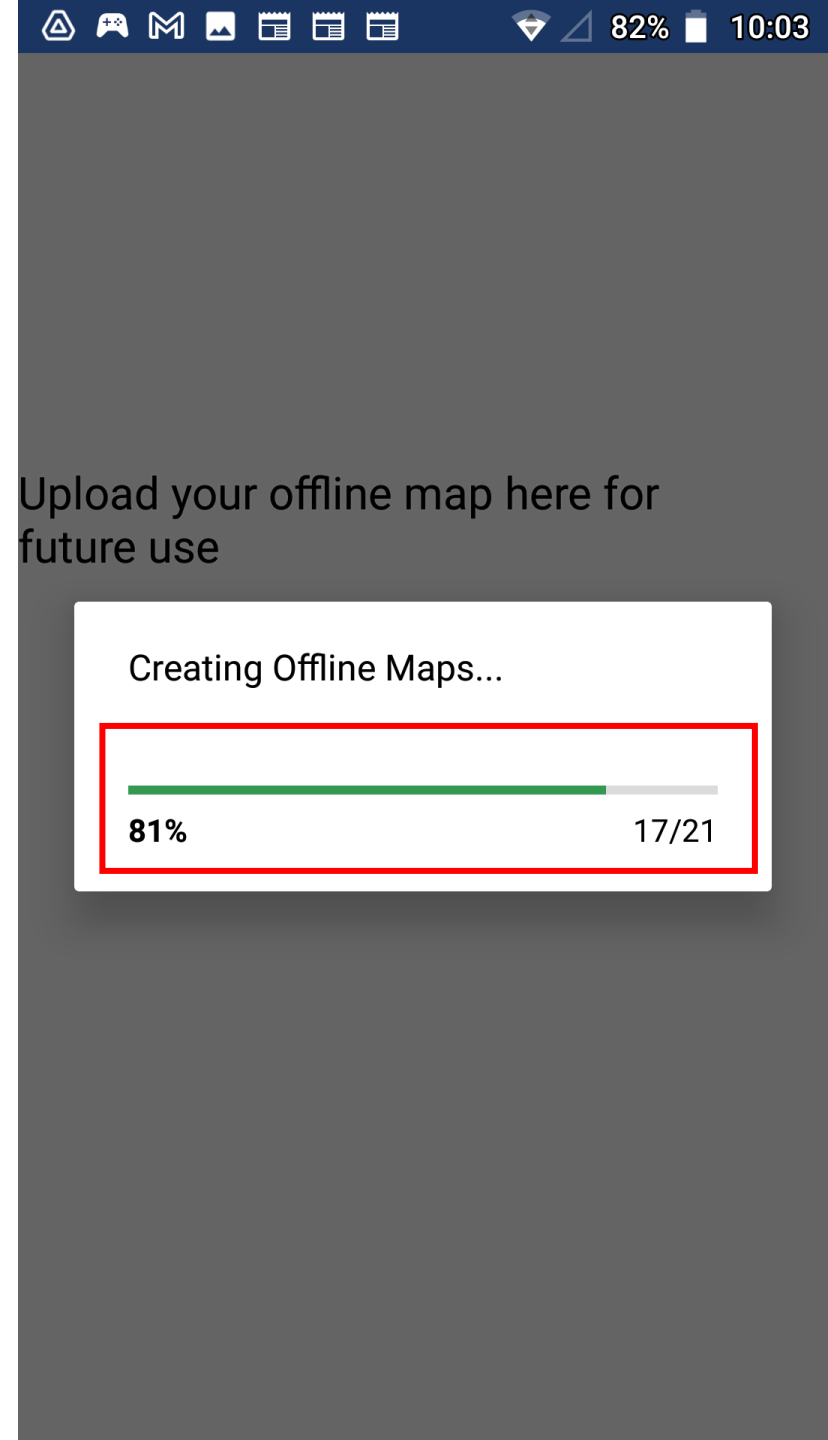 82% 10:03
Upload your offline map here for
future use
Creating Offline Maps...
81% 17/21